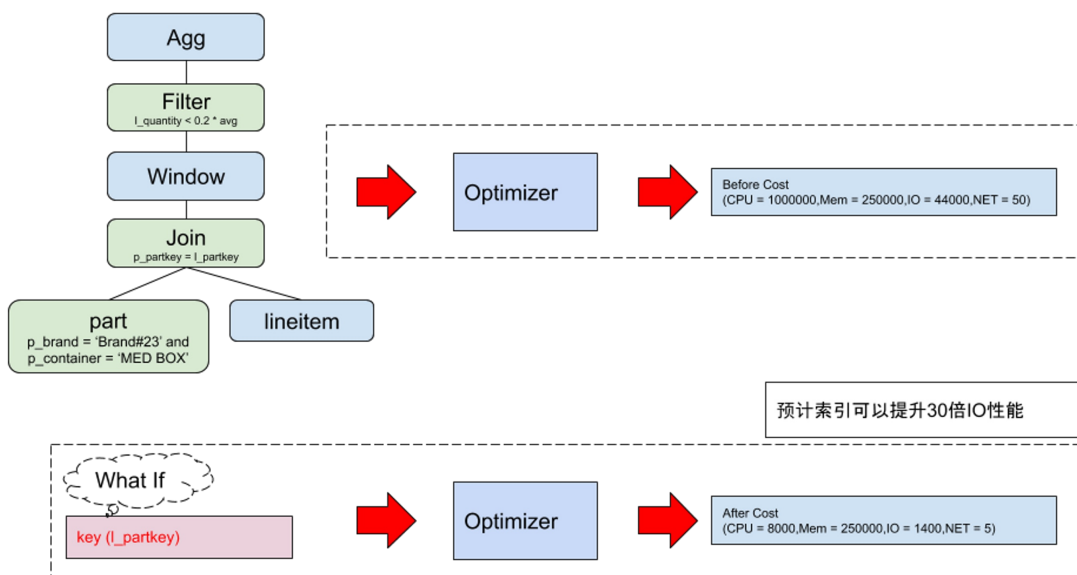 Agg
Filter
l_quantity < 0.2 * avg
Window
Join
p_partkey = l_partkey
part
p_brand = ‘Brand#23’ and
p_container = ‘MED BOX’
lineitem
Optimizer
Before Cost
(CPU = 1000000,Mem = 250000,IO = 44000,NET = 50)
预计索引可以提升30倍IO性能
What If
key (l_partkey)
Optimizer
After Cost
(CPU = 8000,Mem = 250000,IO = 1400,NET = 5)